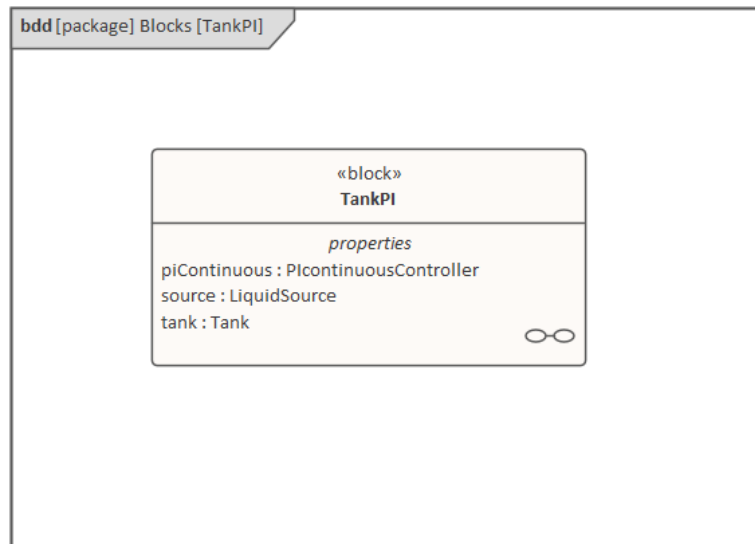 bdd [package] Blocks [TankPI]
«block»
TankPI
properties
piContinuous : PIcontinuousController
source : LiquidSource
tank : Tank